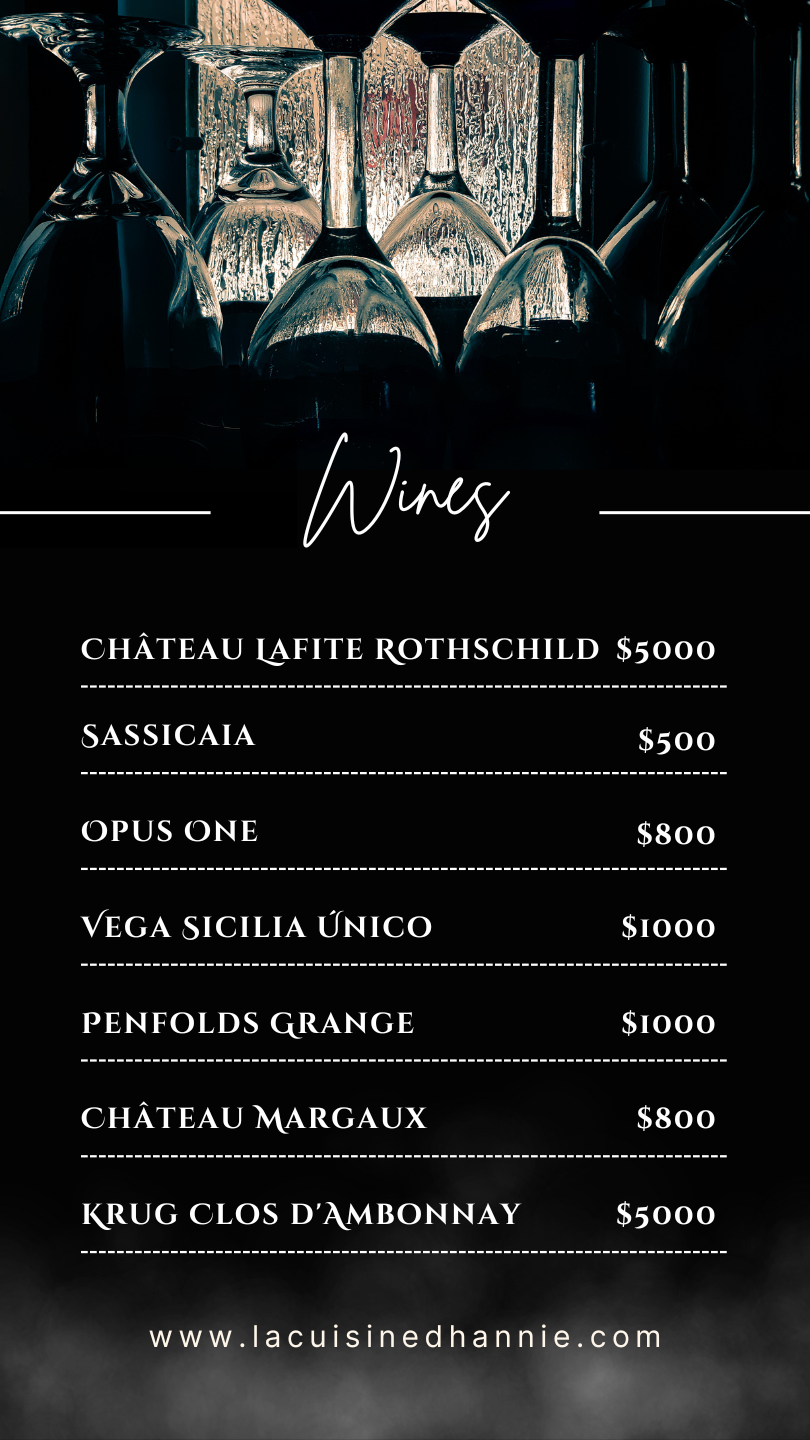 Wines
Château Lafite Rothschild $5000
Sassicaia $500
Opus One $800
Vega Sicilia Único $1000
Penfolds Grange $1000
Château Margaux $800
Krug Clos d'Ambonnay $5000
www.lacuisinedhannie.com